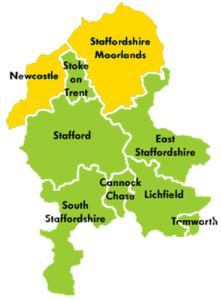 Staffordshire
Moorlands
Newcastle
Stoke
on
Trent
Stafford
East
Staffordshire
Cannock
Chase
Lichfield
South
Staffordshire
Tamworth